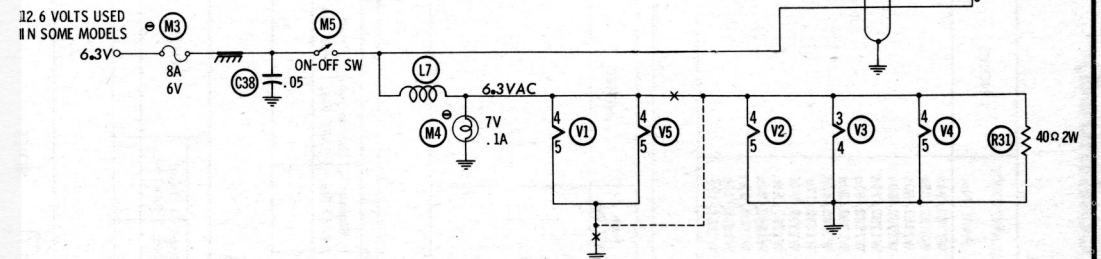 12.6 VOLTS USED
IN SOME MODELS
M3
M5
6.3V
8A
6V
C38
.05
ON-OFF SW
L7
6.3VAC
M4
7V
.1A
4
5
V1
4
5
V5
4
5
V2
3
4
V3
4
5
V4
R31
40Ω 2W